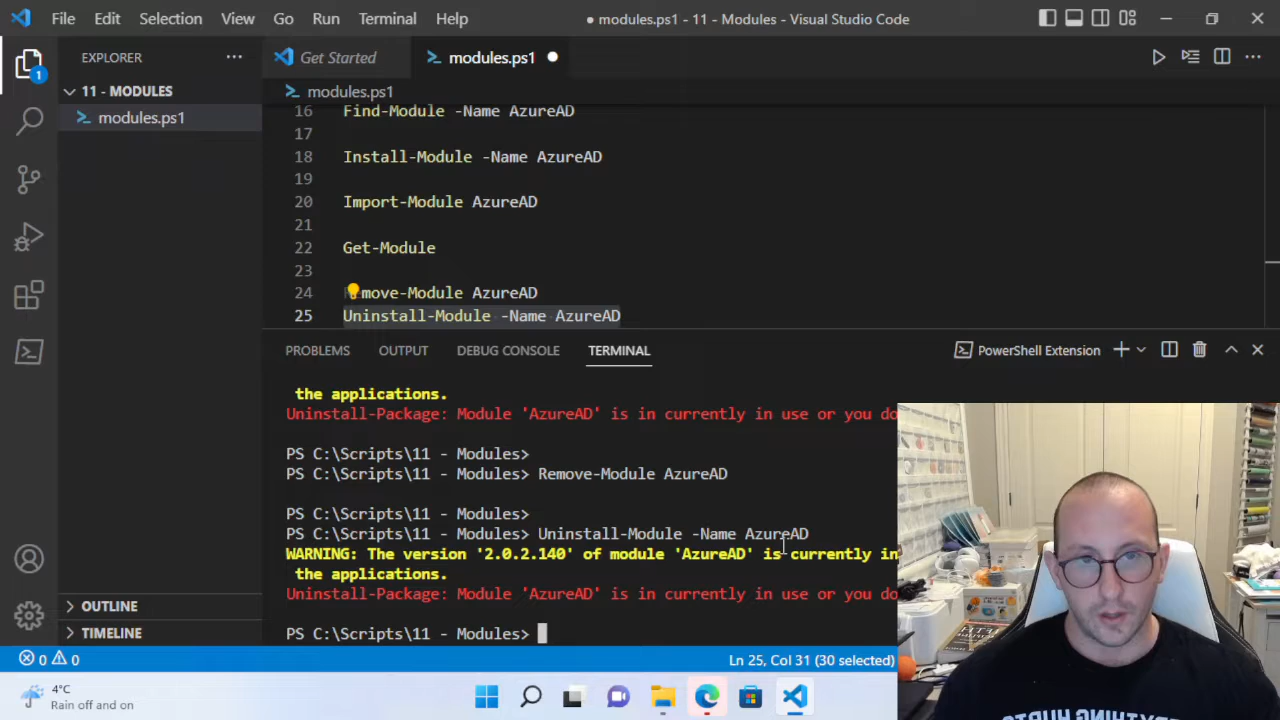 File Edit Selection View Go Run Terminal Help
● modules.ps1 - 11 - Modules - Visual Studio Code
EXPLORER
Get Started
modules.ps1
1
11 - MODULES
modules.ps1
modules.ps1
16 Find-Module -Name AzureAD
17
18 Install-Module -Name AzureAD
19
20 Import-Module AzureAD
21
22 Get-Module
23
24 move-Module AzureAD
25 Uninstall-Module -Name AzureAD
PROBLEMS OUTPUT DEBUG CONSOLE TERMINAL
PowerShell Extension
the applications.
Uninstall-Package: Module 'AzureAD' is in currently in use or you do
PS C:\Scripts\11 - Modules>
PS C:\Scripts\11 - Modules> Remove-Module AzureAD
PS C:\Scripts\11 - Modules>
PS C:\Scripts\11 - Modules> Uninstall-Module -Name AzureAD
WARNING: The version '2.0.2.140' of module 'AzureAD' is currently in
the applications.
Uninstall-Package: Module 'AzureAD' is in currently in use or you do
PS C:\Scripts\11 - Modules>
OUTLINE
TIMELINE
0 0
Ln 25, Col 31 (30 selected)
4°C
Rain off and on